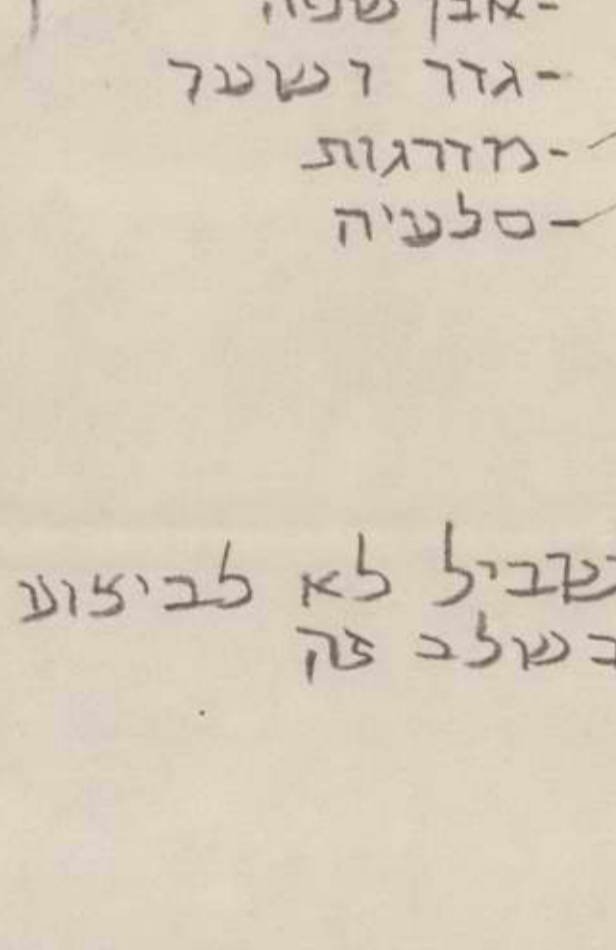 -אבן שפה
-גדר ושער
-מדרגות
-סלעיה
שביל לא לביצוע
בשלב זה